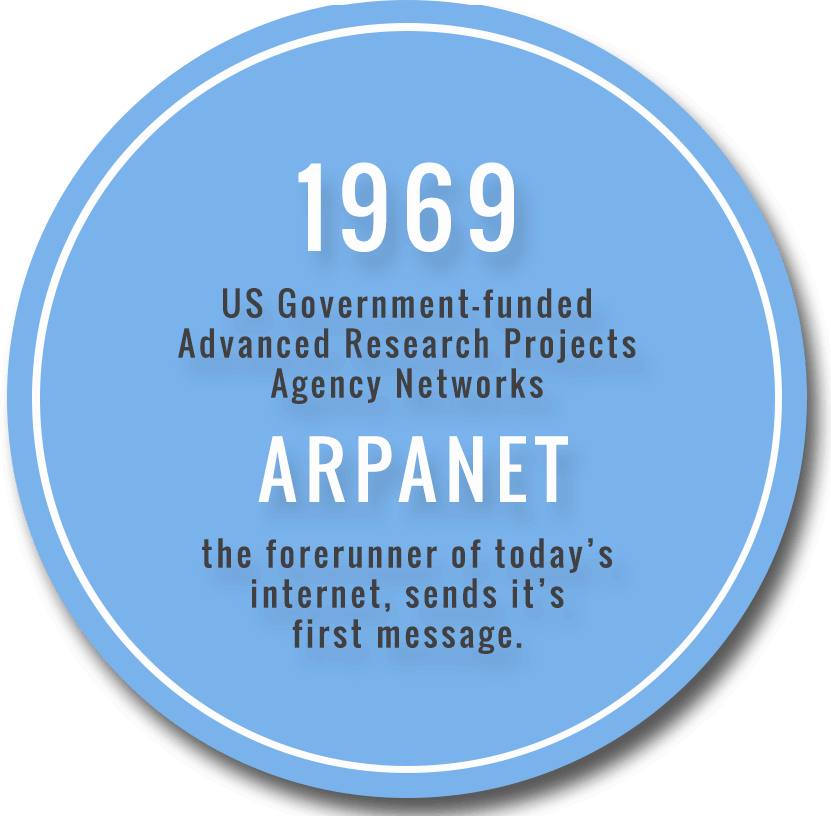 1969
US Government-funded
Advanced Research Projects
Agency Networks
ARPANET
the forerunner of today’s
internet, sends it’s
first message.